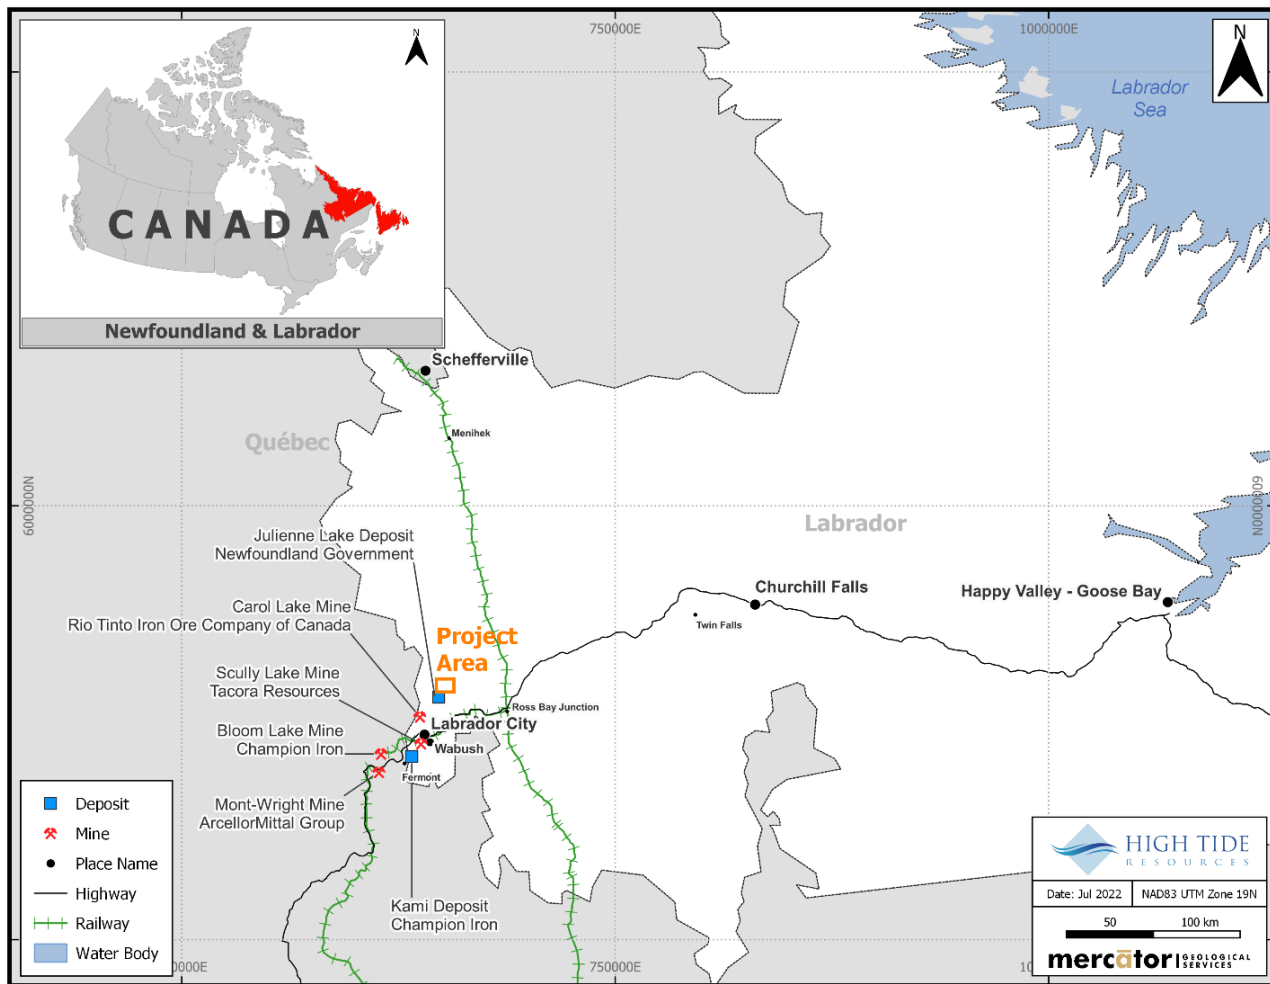 750000E
1000000E
N
N
Labrador
Sea
CANADA
Newfoundland & Labrador
Schefferville
Québec
Menihek
6000000N
6000000N
Labrador
Julienne Lake Deposit
Newfoundland Government
Churchill Falls
Happy Valley - Goose Bay
Carol Lake Mine
Rio Tinto Iron Ore Company of Canada
Twin Falls
Project
Area
Scully Lake Mine
Tacora Resources
Ross Bay Junction
Labrador City
Bloom Lake Mine
Champion Iron
Wabush
Fermont
Mont-Wright Mine
ArcellorMittal Group
Kami Deposit
Champion Iron
Deposit
Mine
Place Name
Highway
Railway
Water Body
HIGH TIDE
RESOURCES
Date: Jul 2022
NAD83 UTM Zone 19N
50
100 km
mercātor GEOLOGICAL
SERVICES
750000E